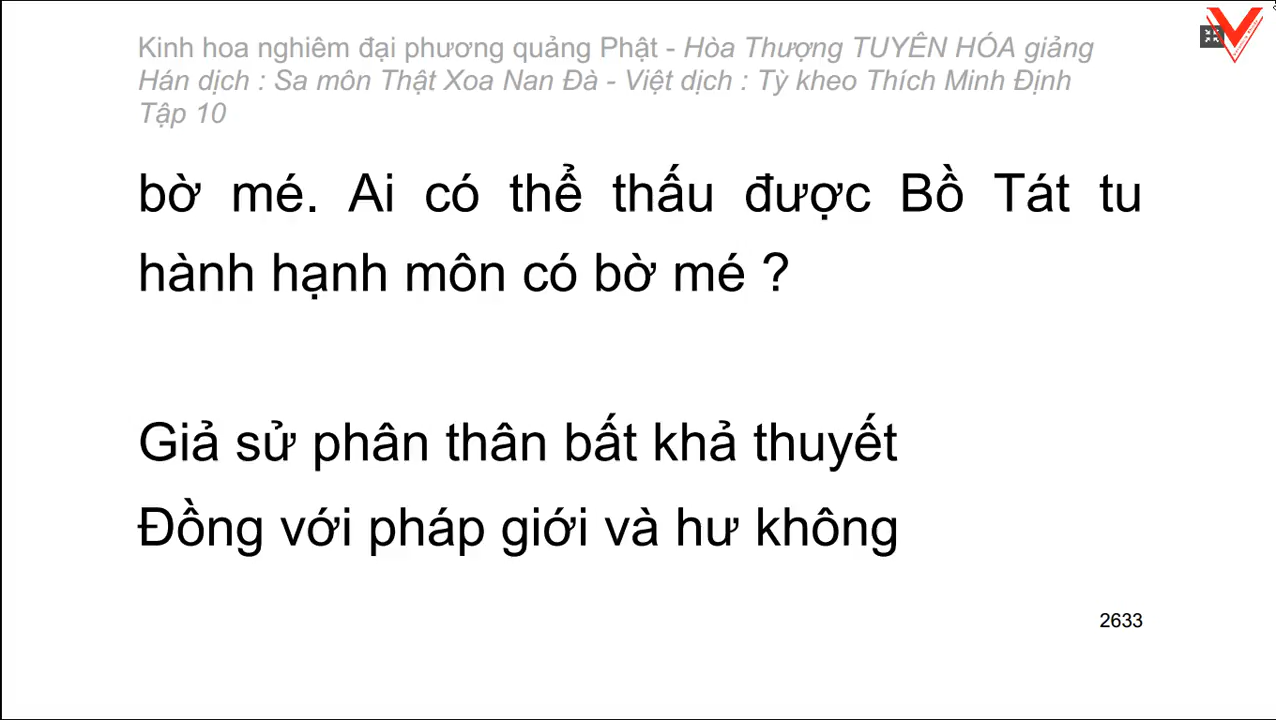 Kinh hoa nghiêm đại phương quảng Phật - Hòa Thượng TUYÊN HÓA giảng
Hán dịch : Sa môn Thật Xoa Nan Đà - Việt dịch : Tỳ kheo Thích Minh Định
Tập 10
bờ mé. Ai có thể thấu được Bồ Tát tu
hành hạnh môn có bờ mé ?
Giả sử phân thân bất khả thuyết
Đồng với pháp giới và hư không
2633